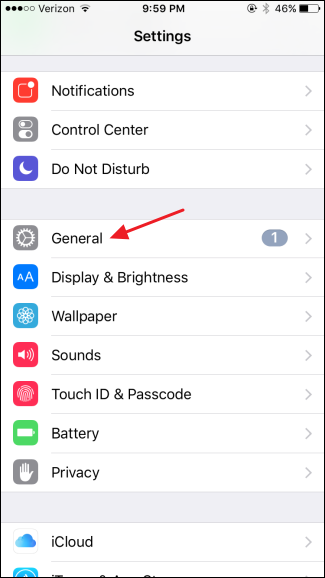 Verizon 9:59 PM 46%
Settings
Notifications
Control Center
Do Not Disturb
General 1
AA Display & Brightness
Wallpaper
Sounds
Touch ID & Passcode
Battery
Privacy
iCloud